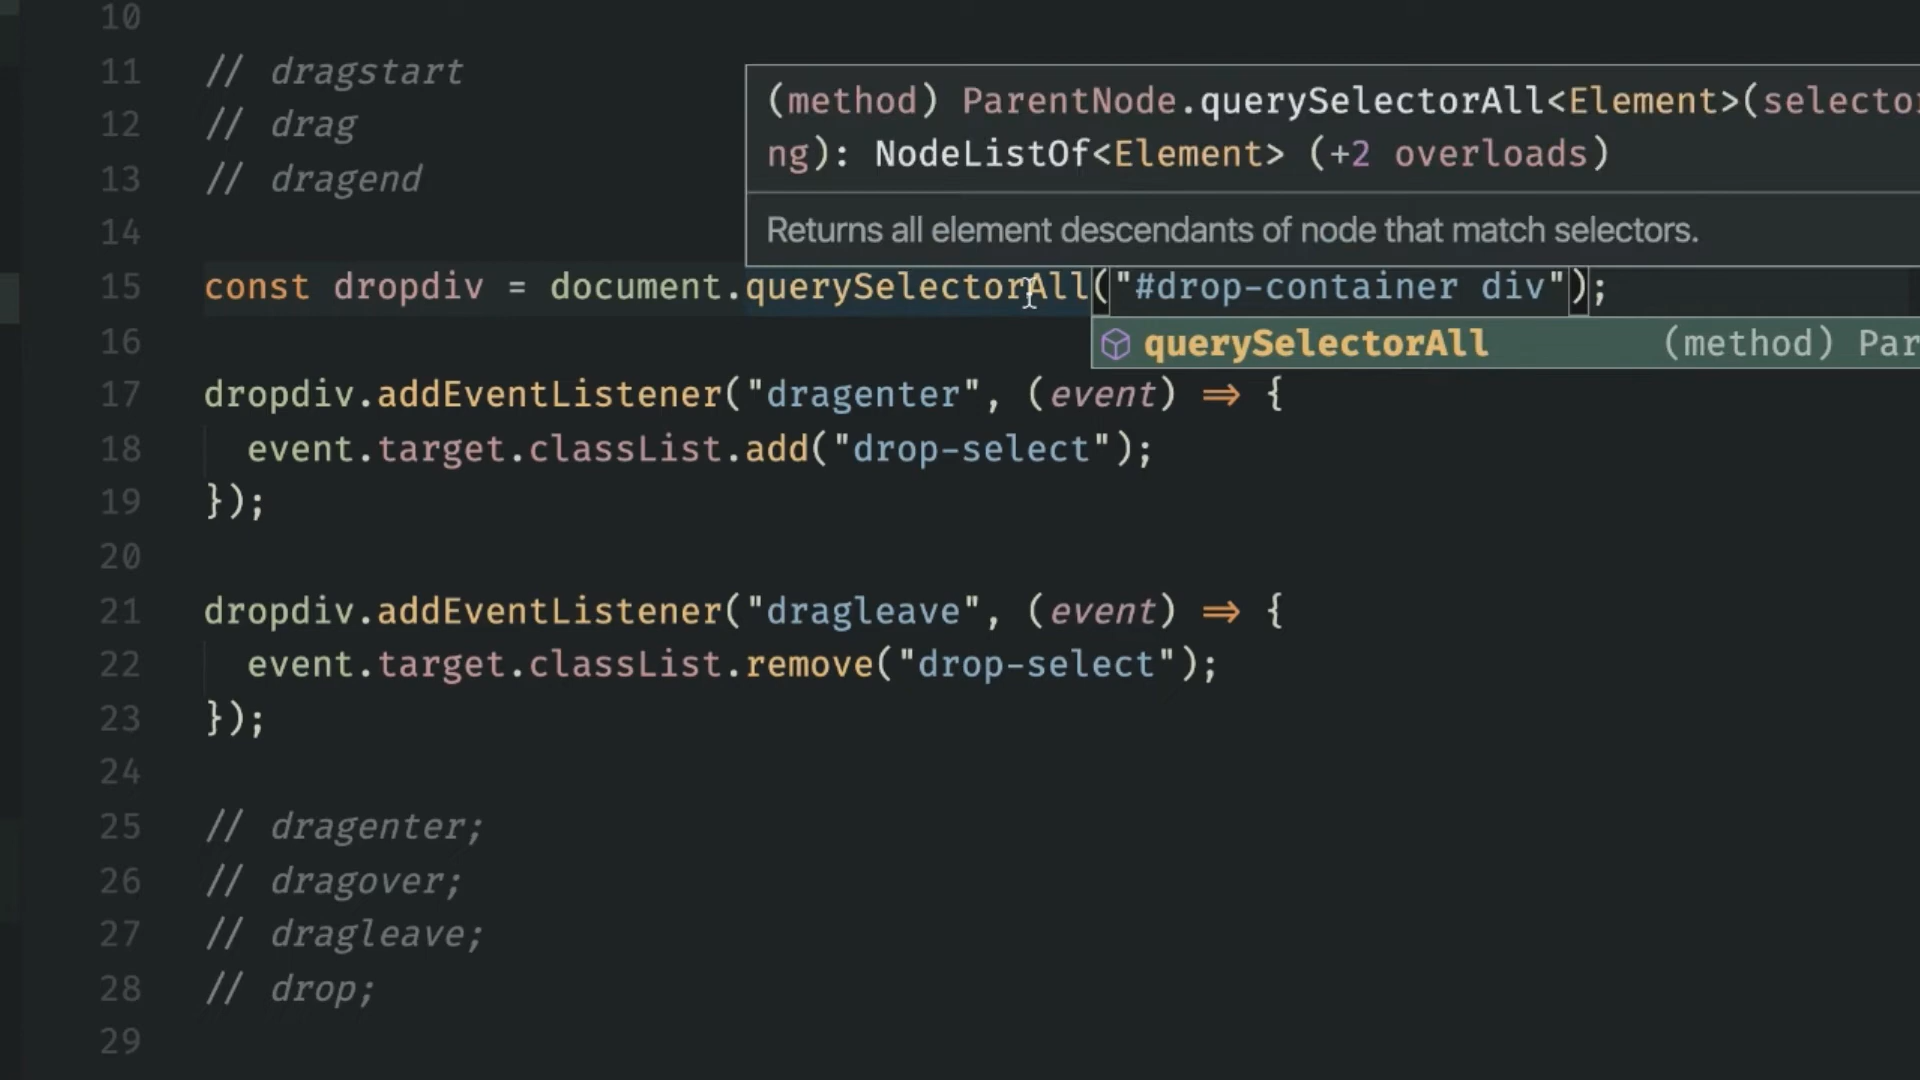 10
11 // dragstart
12 // drag
13 // dragend
14
(method) ParentNode.querySelectorAll<Element>(selector
ng): NodeListOf<Element> (+2 overloads)
Returns all element descendants of node that match selectors.
15 const dropdiv = document.querySelectorAll("#drop-container div");
querySelectorAll (method) Par
16
17 dropdiv.addEventListener("dragenter", (event) => {
18 event.target.classList.add("drop-select");
19 });
20
21 dropdiv.addEventListener("dragleave", (event) => {
22 event.target.classList.remove("drop-select");
23 });
24
25 // dragenter;
26 // dragover;
27 // dragleave;
28 // drop;
29